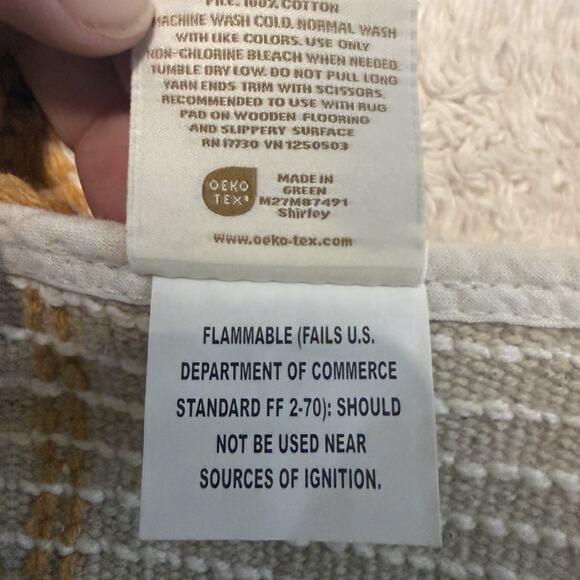 PILE: 100% COTTON
MACHINE WASH COLD. NORMAL WASH
WITH LIKE COLORS. USE ONLY
NON-CHLORINE BLEACH WHEN NEEDED.
TUMBLE DRY LOW. DO NOT PULL LONG
YARN ENDS TRIM WITH SCISSORS.
RECOMMENDED TO USE WITH RUG
PAD ON WOODEN FLOORING
AND SLIPPERY SURFACE
RN 17730 VN 1250503
OEKO
TEX®
MADE IN
GREEN
M27M87491
Shirley
www.oeko-tex.com
FLAMMABLE (FAILS U.S.
DEPARTMENT OF COMMERCE
STANDARD FF 2-70): SHOULD
NOT BE USED NEAR
SOURCES OF IGNITION.